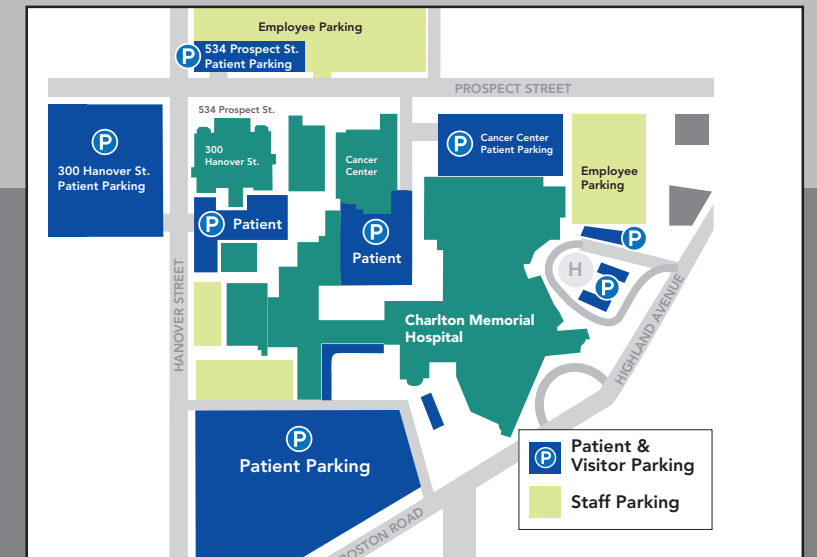 Employee Parking
P
534 Prospect St.
Patient Parking
PROSPECT STREET
534 Prospect St.
P
300 Hanover St.
Patient Parking
300
Hanover St.
Cancer
Center
P
Cancer Center
Patient Parking
Employee
Parking
P
Patient
P
Patient
P
H
P
HANOVER STREET
Charlton Memorial
Hospital
HIGHLAND AVENUE
P
Patient Parking
BOSTON ROAD
P
Patient &
Visitor Parking
Staff Parking